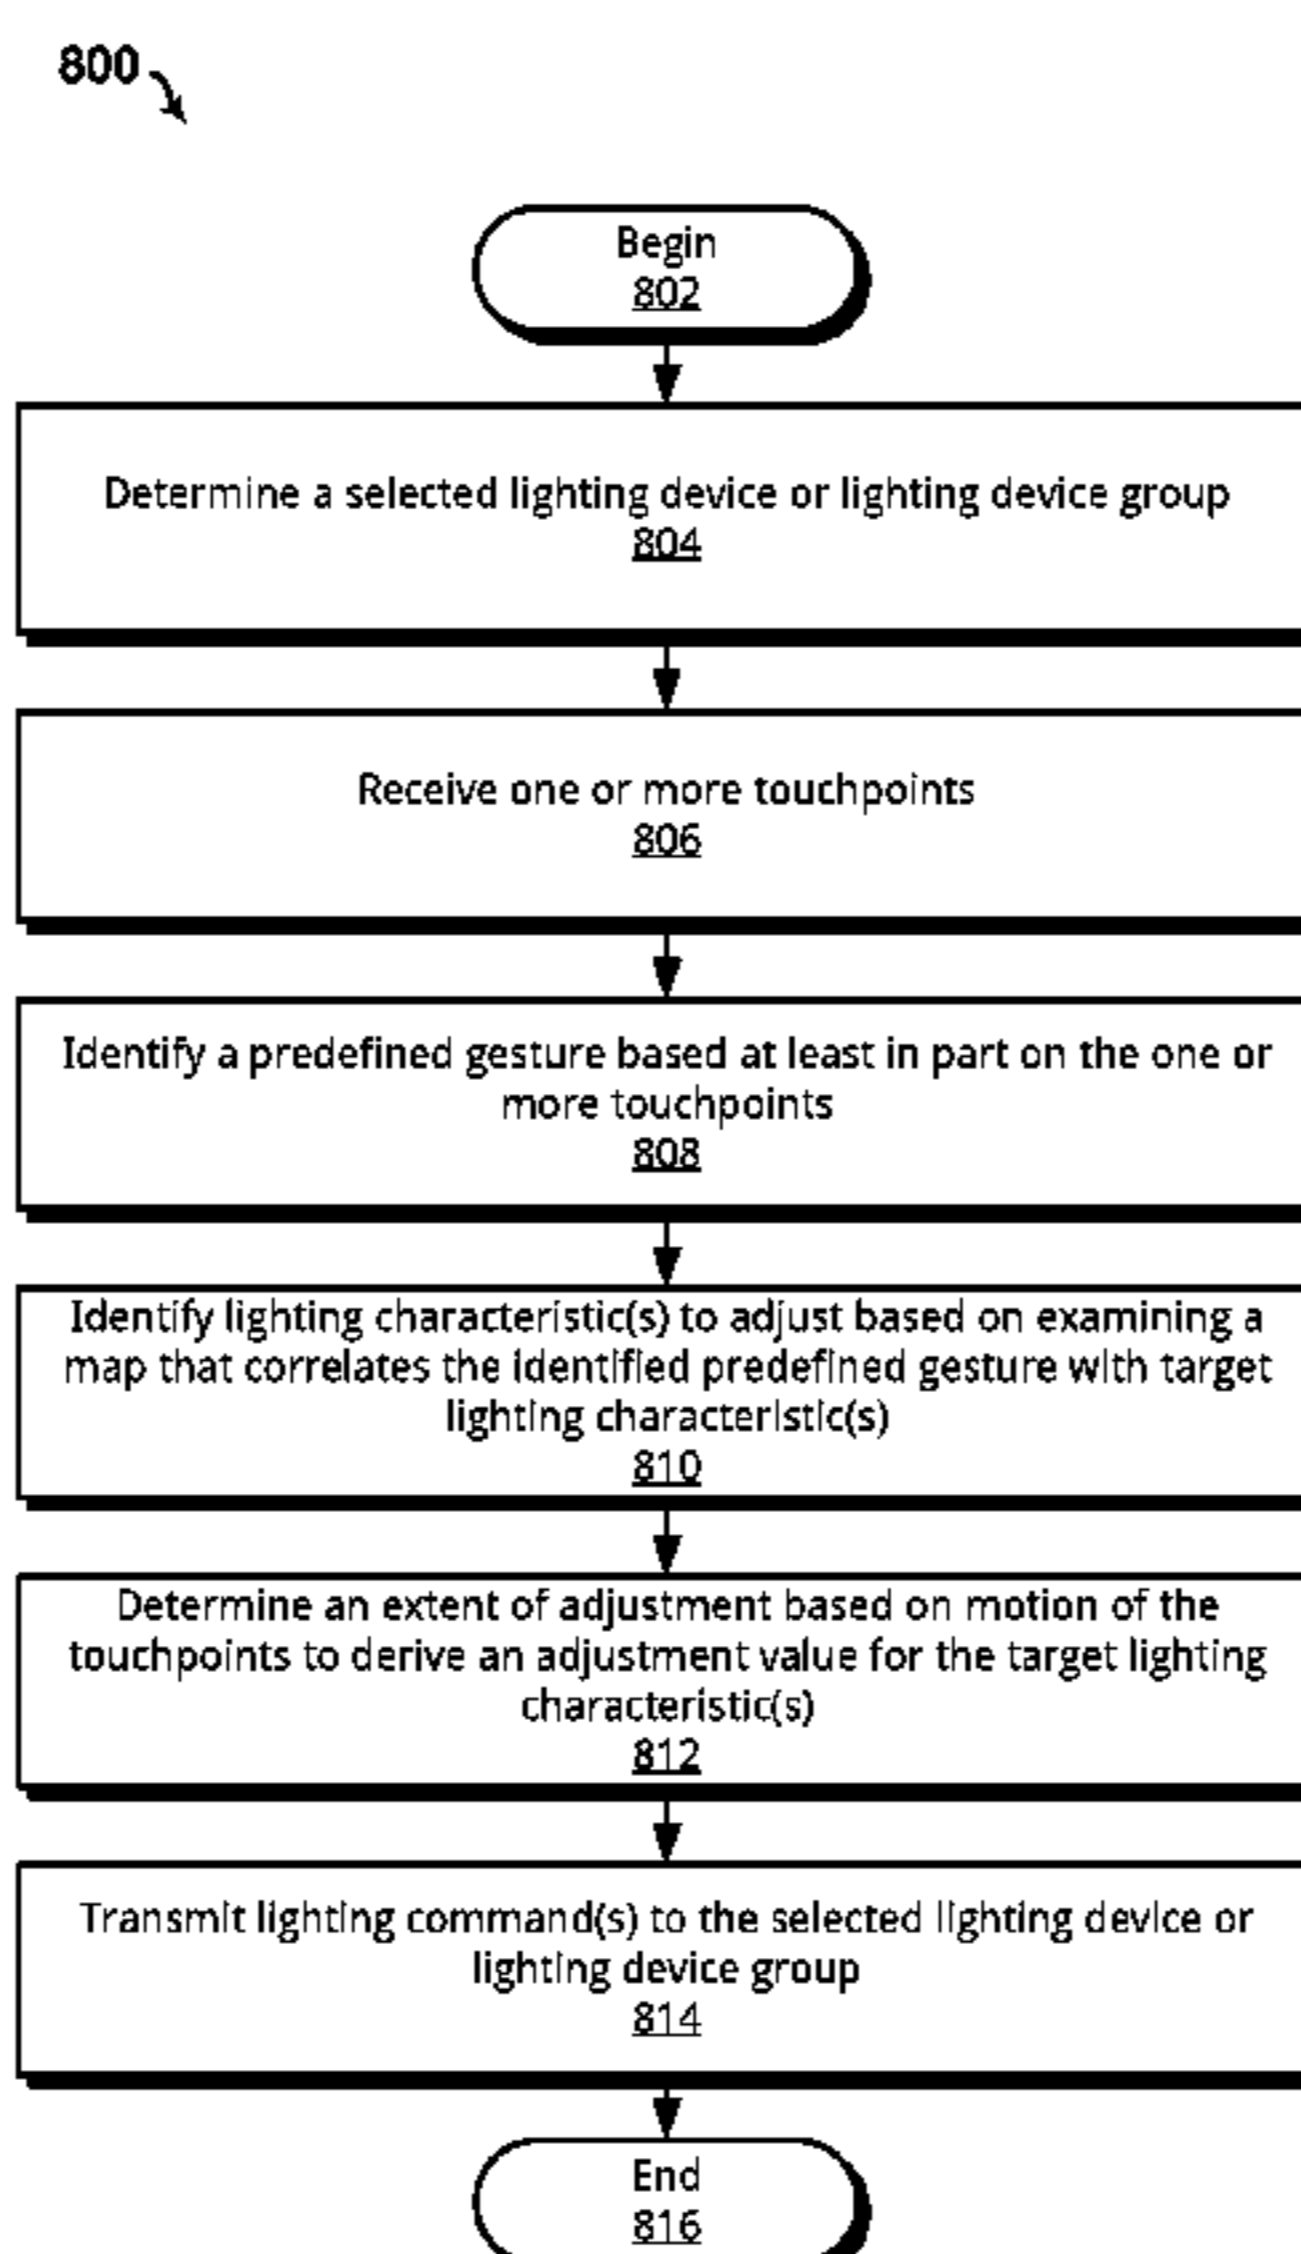 800
Begin
802
Determine a selected lighting device or lighting device group
804
Receive one or more touchpoints
806
Identify a predefined gesture based at least in part on the one or
more touchpoints
808
Identify lighting characteristic(s) to adjust based on examining a
map that correlates the identified predefined gesture with target
lighting characteristic(s)
810
Determine an extent of adjustment based on motion of the
touchpoints to derive an adjustment value for the target lighting
characteristic(s)
812
Transmit lighting command(s) to the selected lighting device or
lighting device group
814
End
816